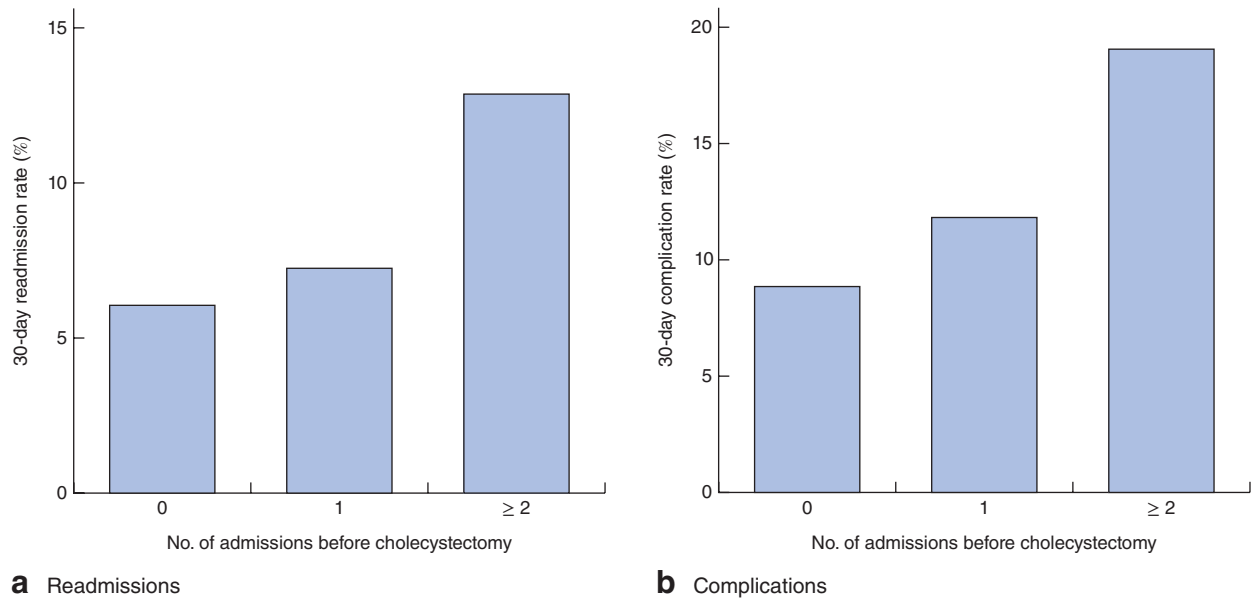 15
10
5
0
30-day readmission rate (%)
0
1
≥ 2
No. of admissions before cholecystectomy
a Readmissions
20
15
10
5
0
30-day complication rate (%)
0
1
≥ 2
No. of admissions before cholecystectomy
b Complications